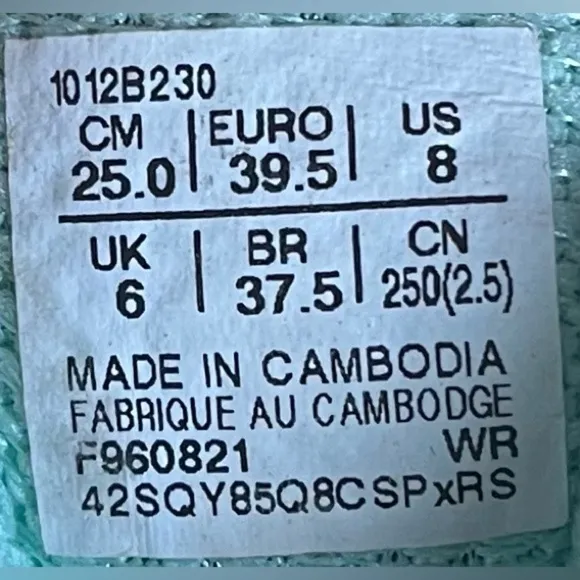 1012B230
CM | EURO | US
25.0 | 39.5 | 8
UK | BR | CN
6 | 37.5 | 250(2.5)
MADE IN CAMBODIA
FABRIQUE AU CAMBODGE
F960821 WR
42SQY85Q8CSPxRS